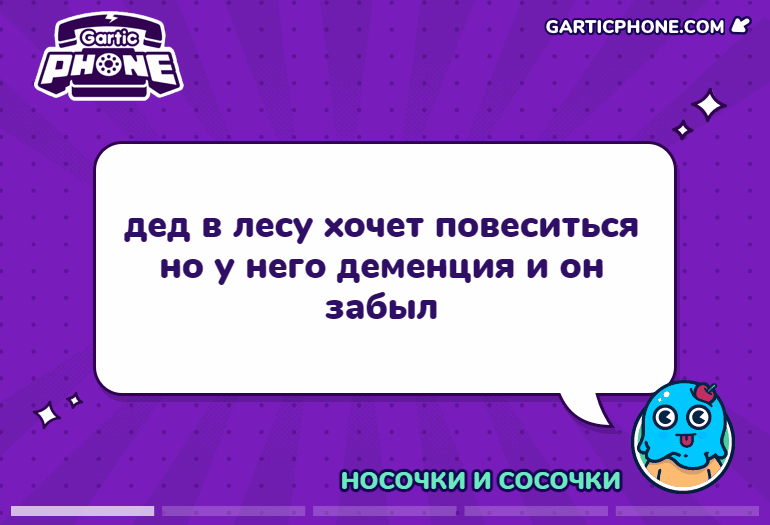 Gartic
PHONE
GARTICPHONE.COM
дед в лесу хочет повеситься
но у него деменция и он
забыл
НОСОЧКИ И СОСОЧКИ